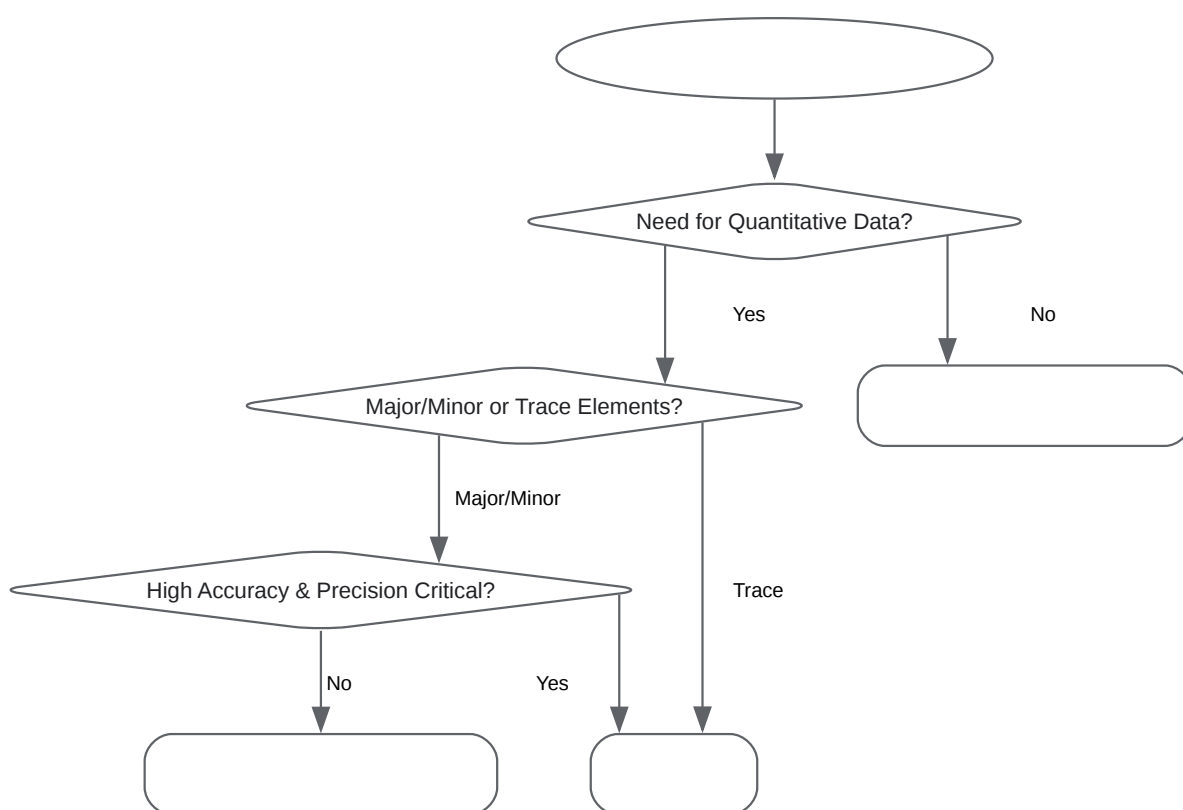 Need for Quantitative Data?
Yes
No
Major/Minor or Trace Elements?
Major/Minor
High Accuracy & Precision Critical?
Trace
No
Yes